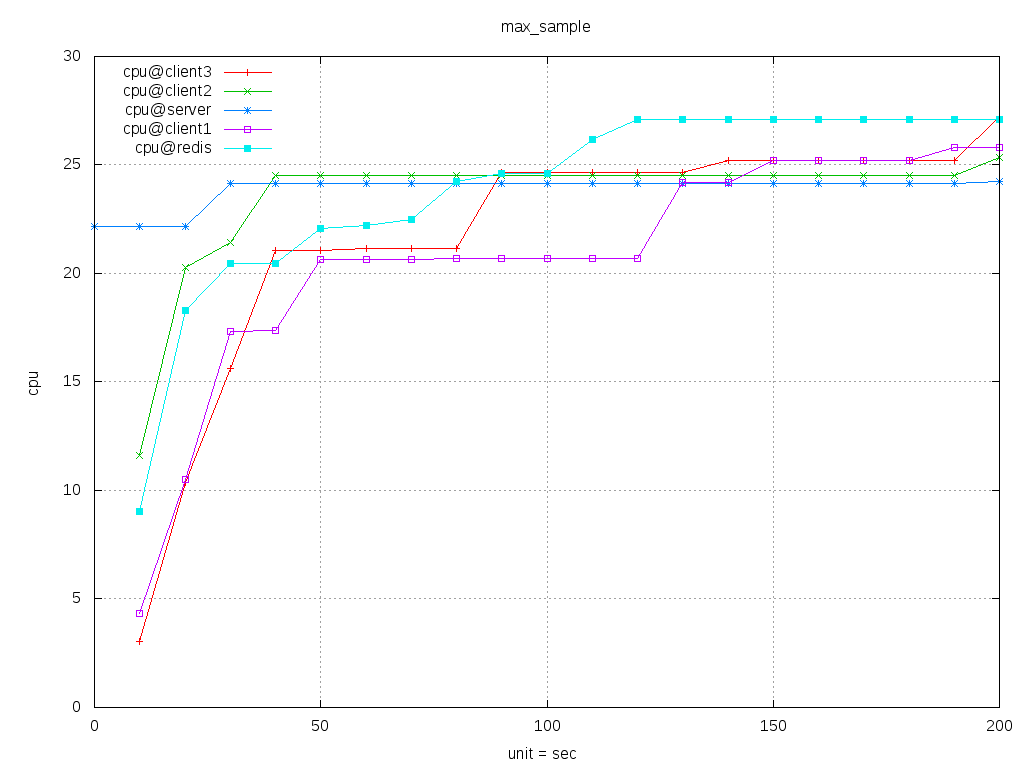 max_sample
30
25
20
15
10
5
0
cpu
cpu@client3
cpu@client2
cpu@server
cpu@client1
cpu@redis
0 50 100 150 200
unit = sec